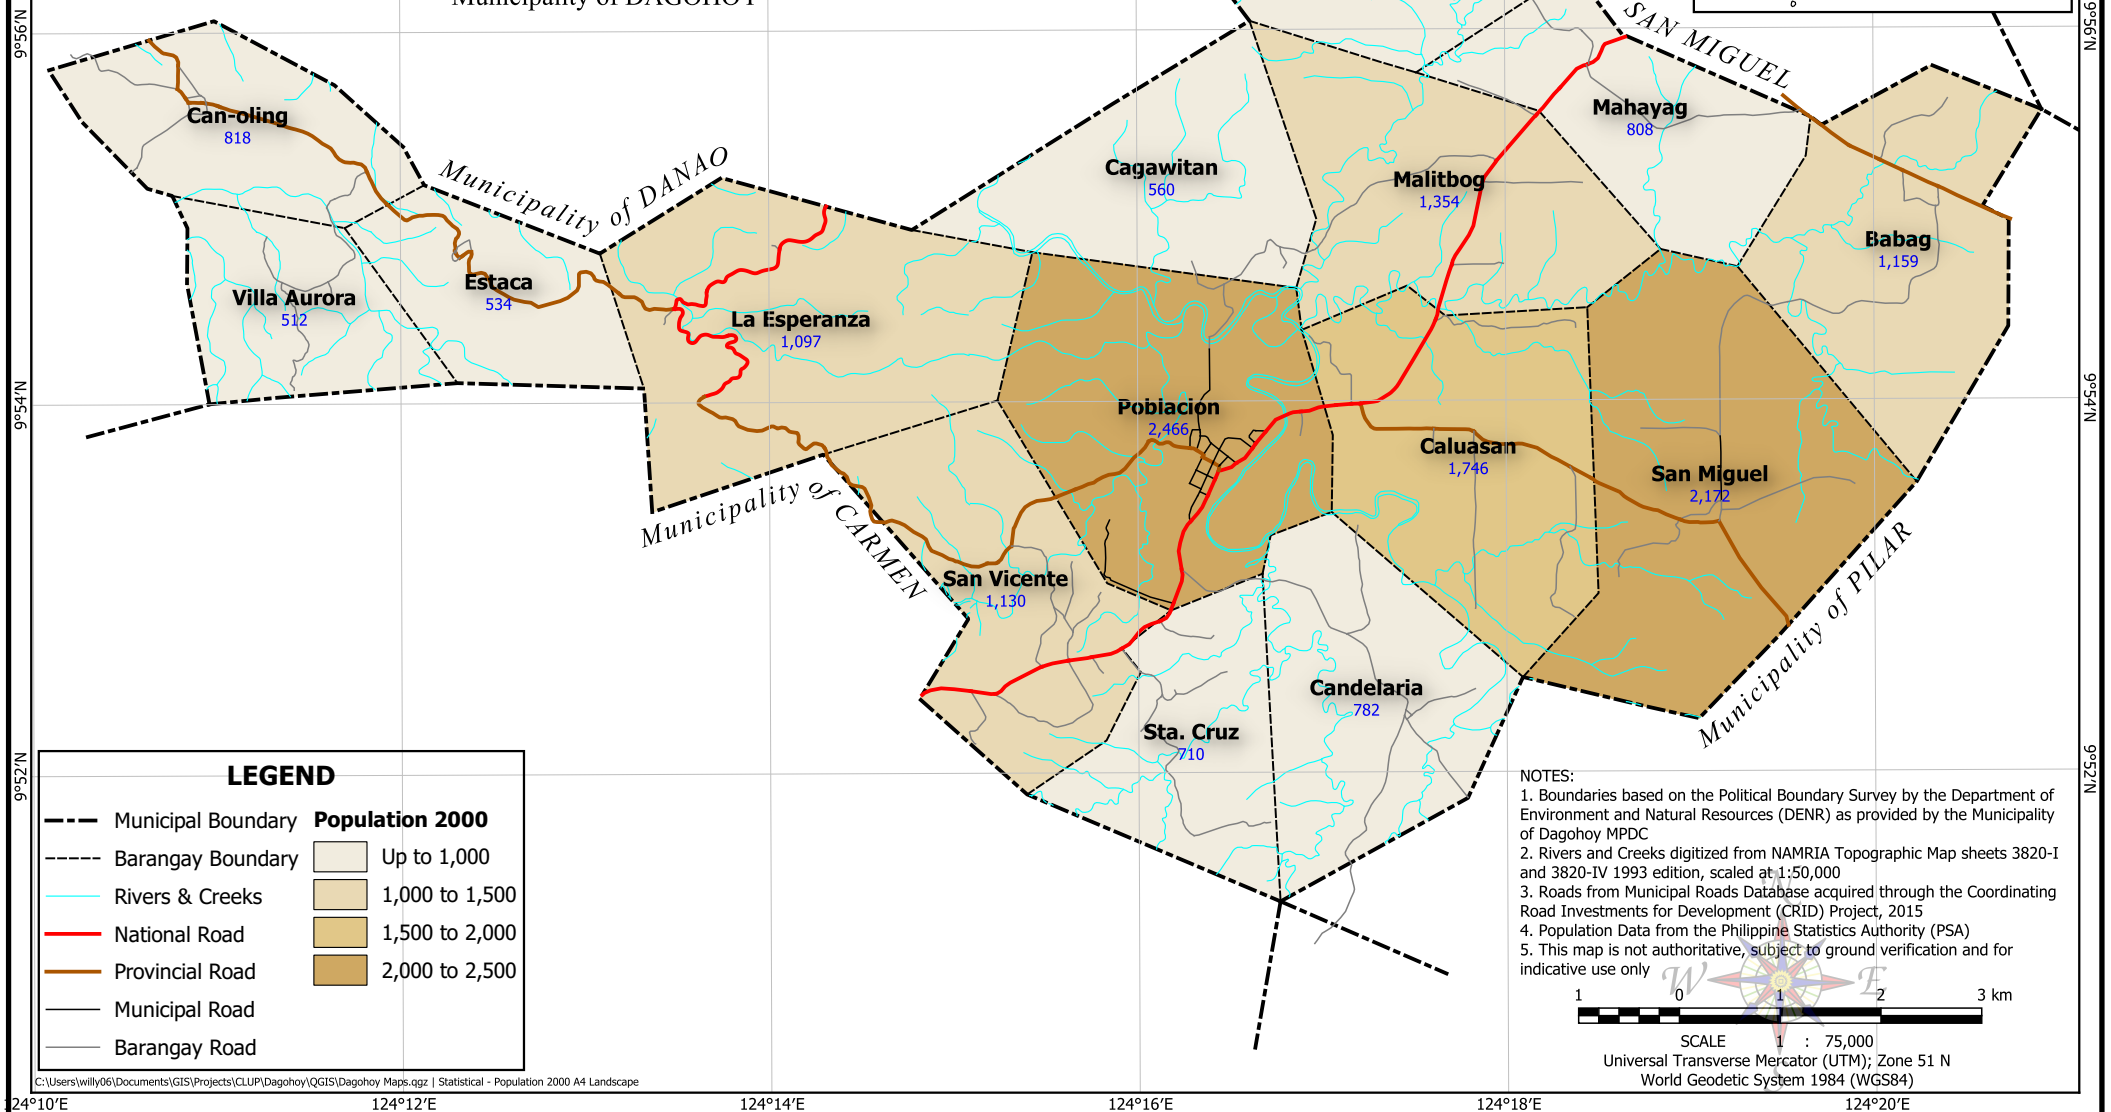 Municipality of DAGOHOY
SAN MIGUEL
9°56′N
9°56′N
Can-oling
818
Mahayag
808
Municipality of DANAO
Cagawitan
560
Malitbog
1,354
Babag
1,159
Villa Aurora
512
Estaca
534
La Esperanza
1,097
9°54′N
9°54′N
Poblacion
2,466
Caluasan
1,746
San Miguel
2,172
Municipality of CARMEN
San Vicente
1,130
Municipality of PILAR
Candelaria
782
Sta. Cruz
710
9°52′N
9°52′N
LEGEND
Municipal Boundary
Barangay Boundary
Rivers & Creeks
National Road
Provincial Road
Municipal Road
Barangay Road
Population 2000
Up to 1,000
1,000 to 1,500
1,500 to 2,000
2,000 to 2,500
NOTES:
1. Boundaries based on the Political Boundary Survey by the Department of
Environment and Natural Resources (DENR) as provided by the Municipality
of Dagohoy MPDC
2. Rivers and Creeks digitized from NAMRIA Topographic Map sheets 3820-I
and 3820-IV 1993 edition, scaled at 1:50,000
3. Roads from Municipal Roads Database acquired through the Coordinating
Road Investments for Development (CRID) Project, 2015
4. Population Data from the Philippine Statistics Authority (PSA)
5. This map is not authoritative, subject to ground verification and for
indicative use only
N
W
E
S
1 0 1 2 3 km
SCALE 1 : 75,000
Universal Transverse Mercator (UTM); Zone 51 N
World Geodetic System 1984 (WGS84)
C:\Users\willy06\Documents\GIS\Projects\CLUP\Dagohoy\QGIS\Dagohoy Maps.qgz | Statistical - Population 2000 A4 Landscape
124°10′E 124°12′E 124°14′E 124°16′E 124°18′E 124°20′E